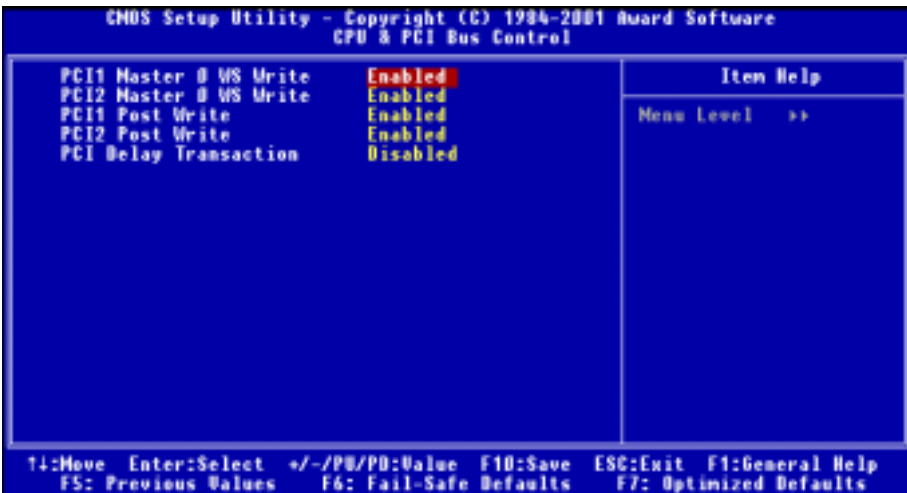 CMOS Setup Utility - Copyright (C) 1984-2001 Award Software
CPU & PCI Bus Control
PCI1 Master 0 WS Write Enabled
PCI2 Master 0 WS Write Enabled
PCI1 Post Write Enabled
PCI2 Post Write Enabled
PCI Delay Transaction Disabled
Item Help
Menu Level ►►
↑↓:Move Enter:Select +/-/PU/PD:Value F10:Save ESC:Exit F1:General Help
F5: Previous Values F6: Fail-Safe Defaults F7: Optimized Defaults